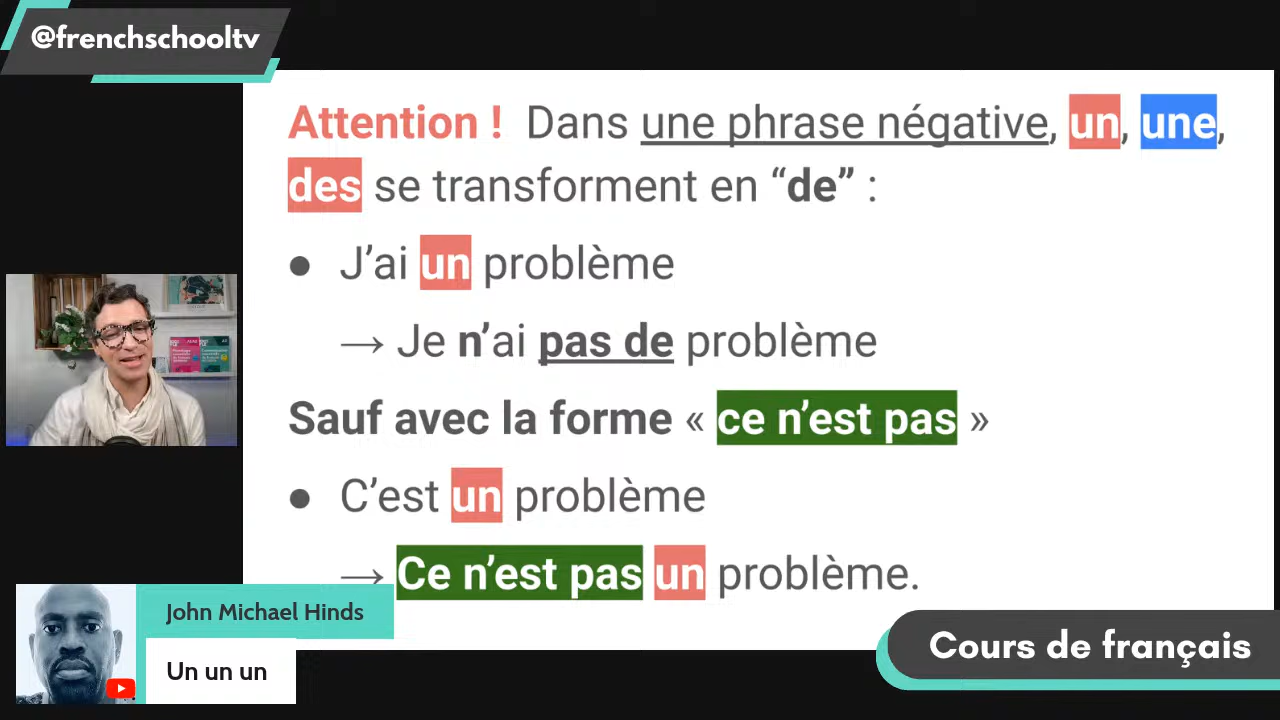 @frenchschooltv
Attention ! Dans une phrase négative, un, une,
des se transforment en “de” :
● J’ai un problème
→ Je n’ai pas de problème
Sauf avec la forme « ce n’est pas »
● C’est un problème
→ Ce n’est pas un problème.
John Michael Hinds
Un un un
Cours de français